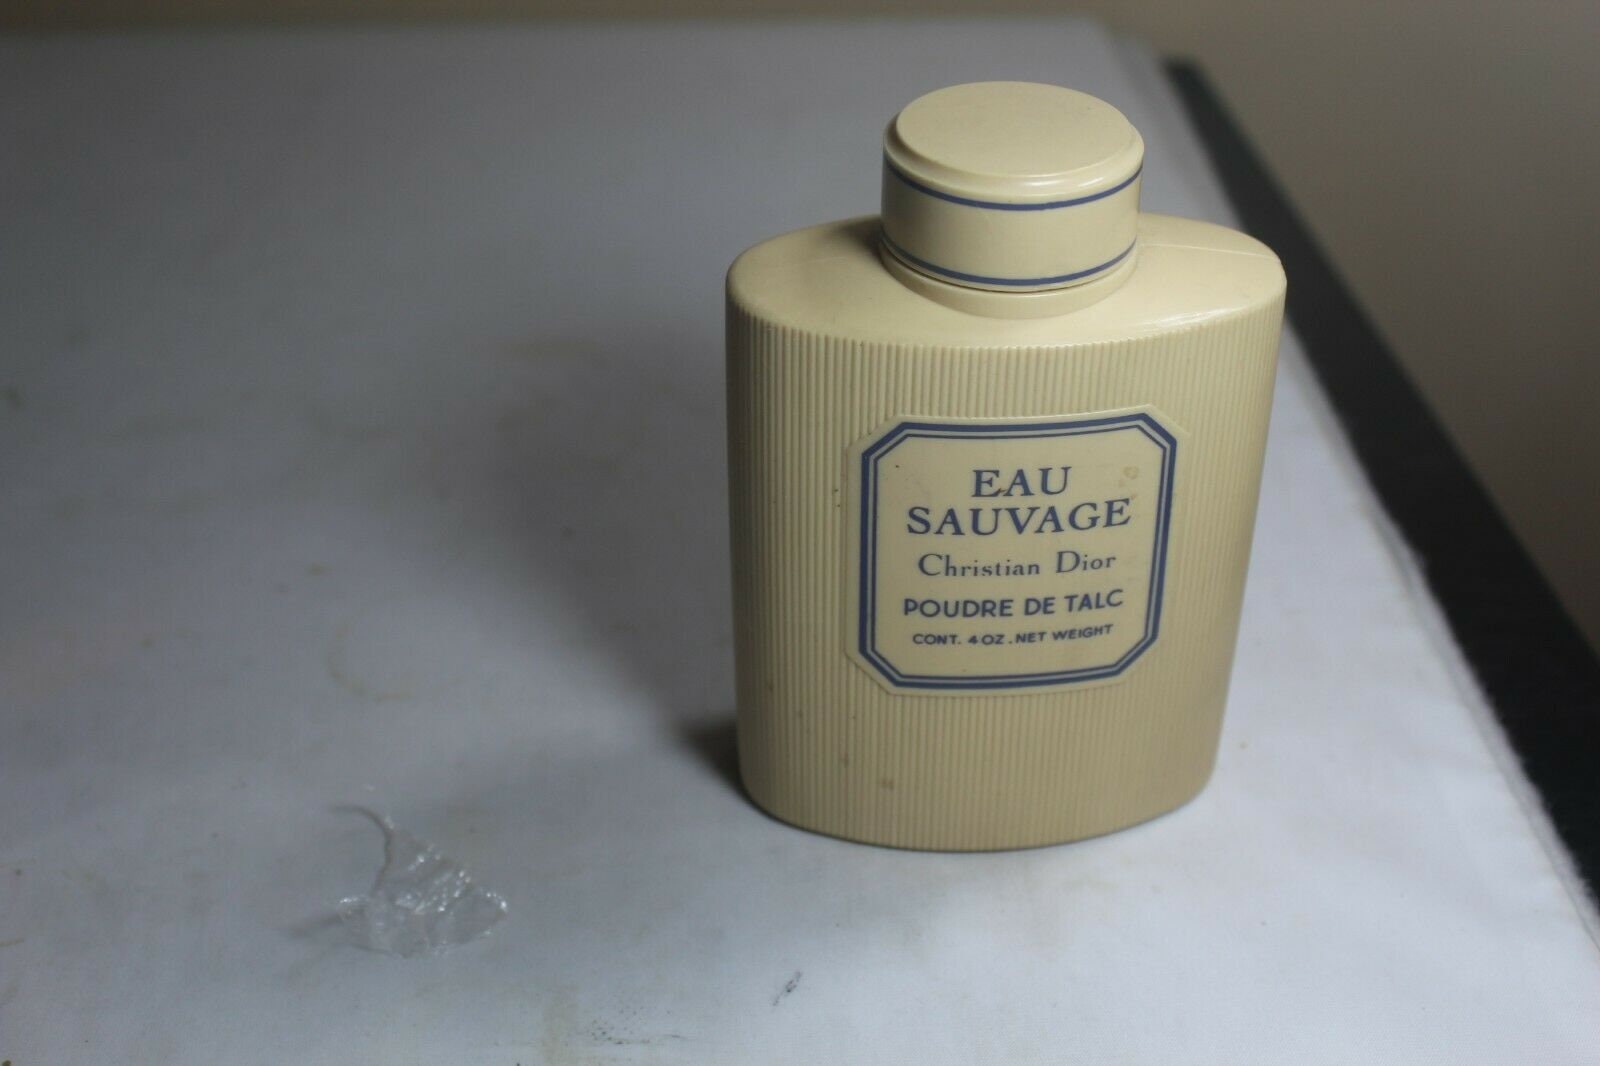 EAU
SAUVAGE
Christian Dior
POUDRE DE TALC
CONT. 4 OZ. NET WEIGHT